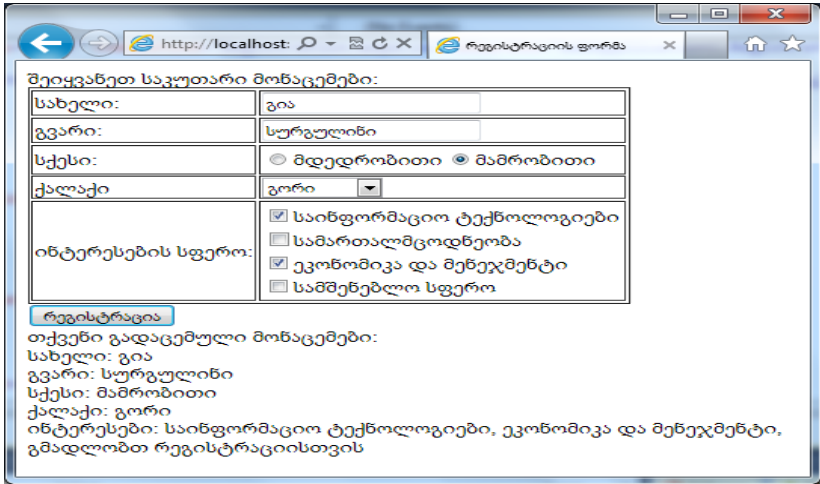 http://localhost:
რეგისტრაციის ფორმა
შეიყვანეთ საკუთარი მონაცემები:
სახელი: გია
გვარი: სურგულინი
სქესი: მდედრობითი მამრობითი
ქალაქი გორი
ინტერესების სფერო: საინფორმაციო ტექნოლოგიები
სამართალმცოდნეობა
ეკონომიკა და მენეჯმენტი
სამშენებლო სფერო
რეგისტრაცია
თქვენი გადაცემული მონაცემები:
სახელი: გია
გვარი: სურგულინი
სქესი: მამრობითი
ქალაქი: გორი
ინტერესები: საინფორმაციო ტექნოლოგიები, ეკონომიკა და მენეჯმენტი,
გმადლობთ რეგისტრაციისთვის